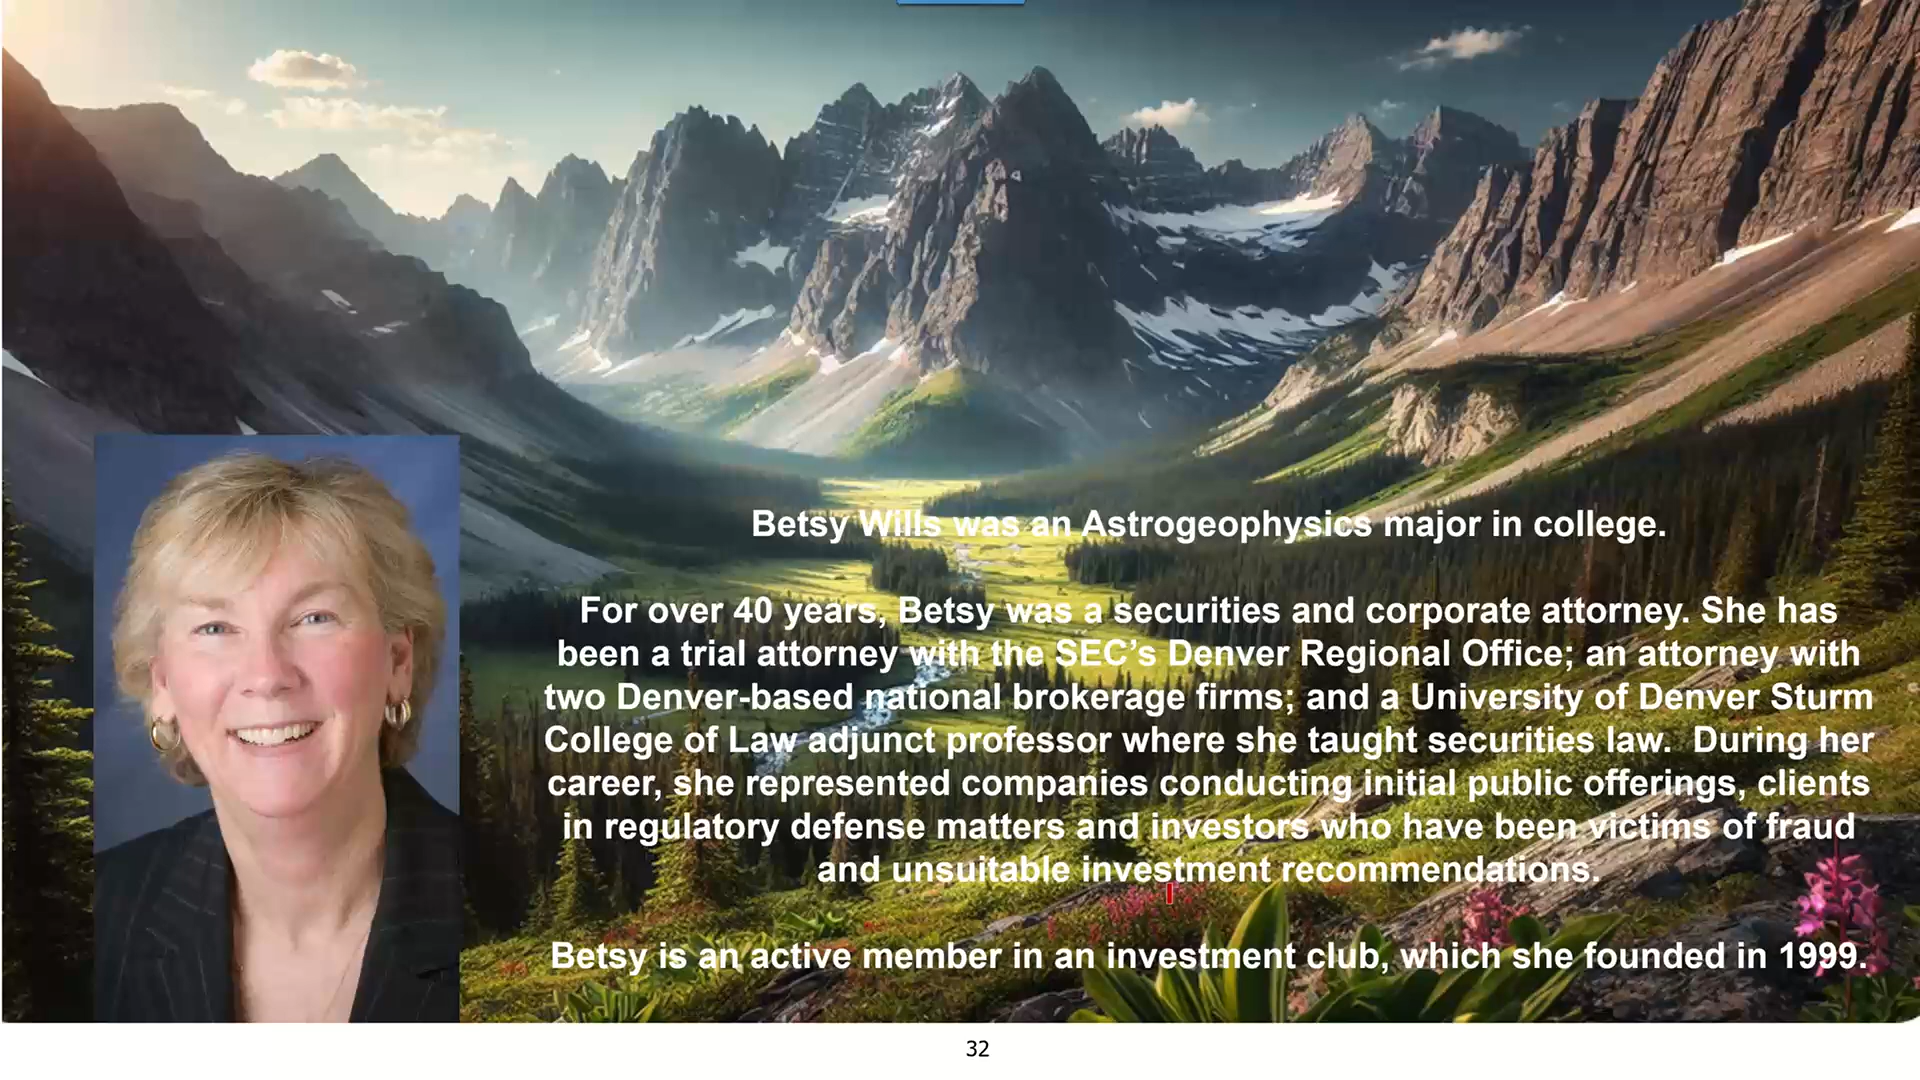 Betsy Wills was an Astrogeophysics major in college.
For over 40 years, Betsy was a securities and corporate attorney. She has
been a trial attorney with the SEC’s Denver Regional Office; an attorney with
two Denver-based national brokerage firms; and a University of Denver Sturm
College of Law adjunct professor where she taught securities law.  During her
career, she represented companies conducting initial public offerings, clients
in regulatory defense matters and investors who have been victims of fraud
and unsuitable investment recommendations.
Betsy is an active member in an investment club, which she founded in 1999.
32